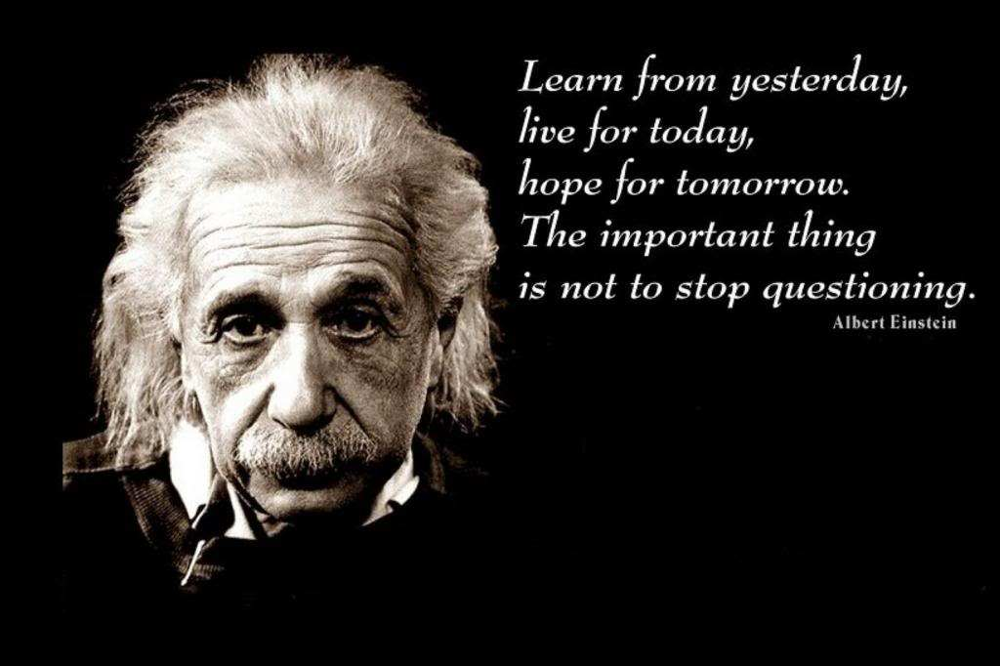 Learn from yesterday,
live for today,
hope for tomorrow.
The important thing
is not to stop questioning.
Albert Einstein